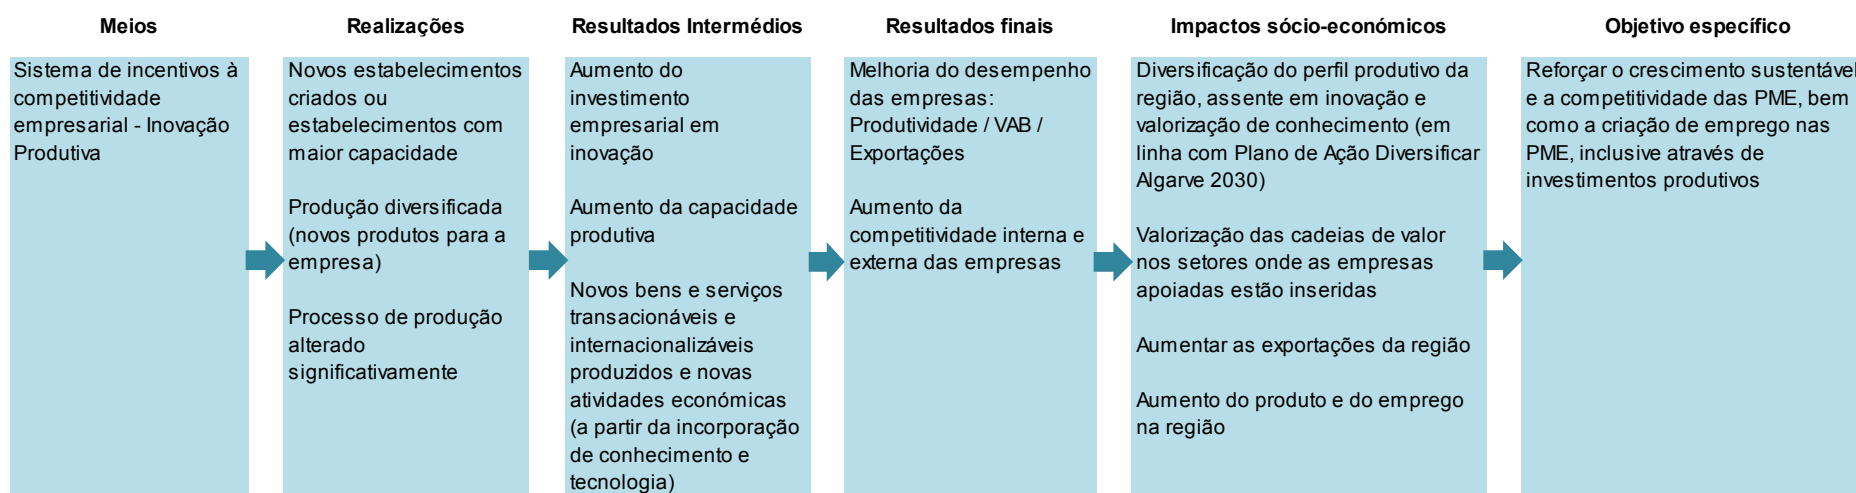 Meios
Sistema de incentivos à
competitividade
empresarial - Inovação
Produtiva
Realizações
Novos estabelecimentos
criados ou
estabelecimentos com
maior capacidade
Produção diversificada
(novos produtos para a
empresa)
Processo de produção
alterado
significativamente
Resultados Intermédios
Aumento do
investimento
empresarial em
inovação
Aumento da capacidade
produtiva
Novos bens e serviços
transacionáveis e
internacionalizáveis
produzidos e novas
atividades económicas
(a partir da incorporação
de conhecimento e
tecnologia)
Resultados finais
Melhoria do desempenho
das empresas:
Produtividade / VAB /
Exportações
Aumento da
competitividade interna e
externa das empresas
Impactos sócio-económicos
Diversificação do perfil produtivo da
região, assente em inovação e
valorização de conhecimento (em
linha com Plano de Ação Diversificar
Algarve 2030)
Valorização das cadeias de valor
nos setores onde as empresas
apoiadas estão inseridas
Aumentar as exportações da região
Aumento do produto e do emprego
na região
Objetivo específico
Reforçar o crescimento sustentável
e a competitividade das PME, bem
como a criação de emprego nas
PME, inclusive através de
investimentos produtivos